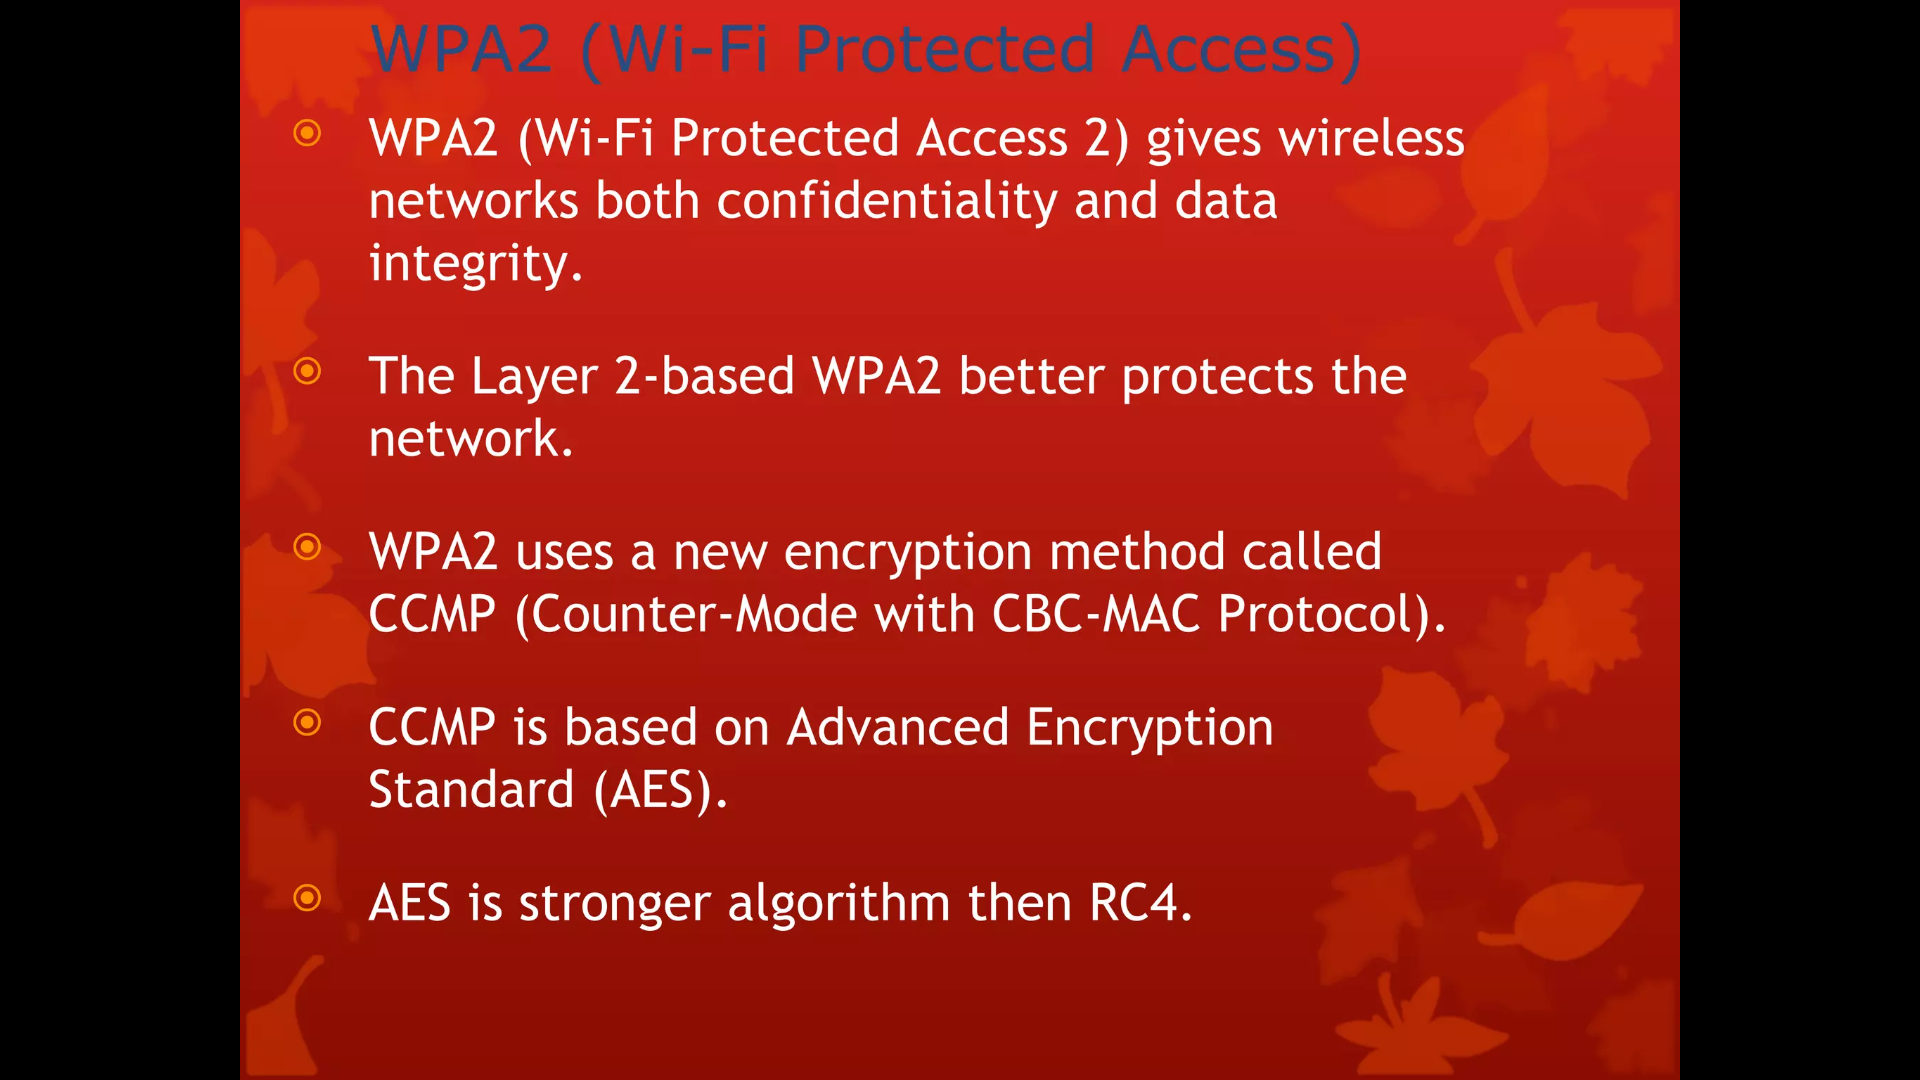 WPA2 (Wi-Fi Protected Access)
WPA2 (Wi-Fi Protected Access 2) gives wireless
networks both confidentiality and data
integrity.
The Layer 2-based WPA2 better protects the
network.
WPA2 uses a new encryption method called
CCMP (Counter-Mode with CBC-MAC Protocol).
CCMP is based on Advanced Encryption
Standard (AES).
AES is stronger algorithm then RC4.